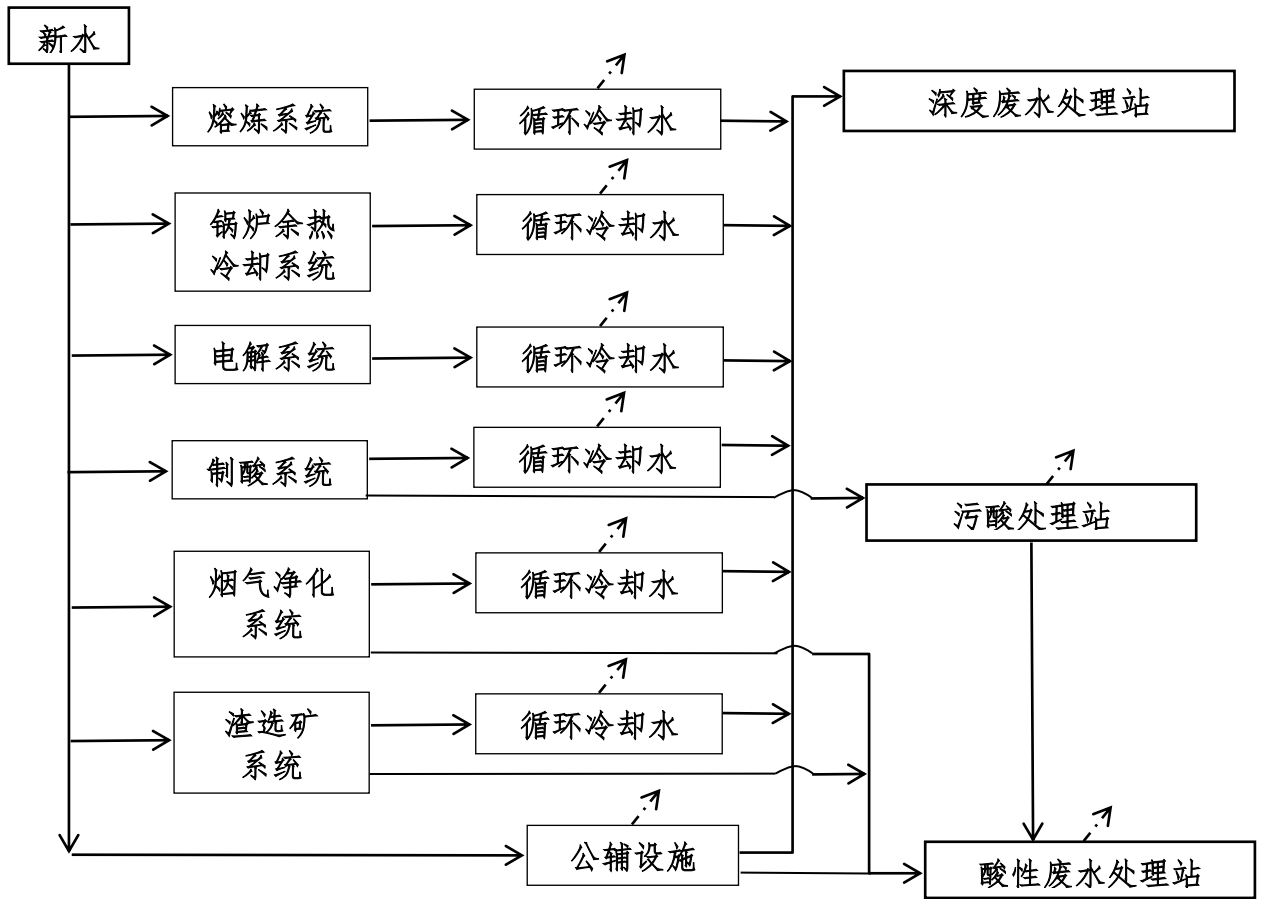 新水
深度废水处理站
熔炼系统
循环冷却水
锅炉余热
冷却系统
循环冷却水
电解系统
循环冷却水
制酸系统
循环冷却水
污酸处理站
烟气净化
系统
循环冷却水
渣选矿
系统
循环冷却水
公辅设施
酸性废水处理站